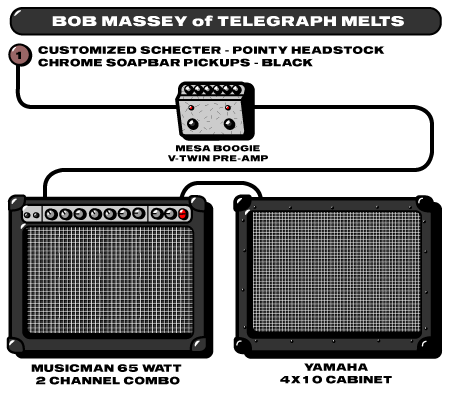 BOB MASSEY of TELEGRAPH MELTS
1 CUSTOMIZED SCHECTER - POINTY HEADSTOCK
CHROME SOAPBAR PICKUPS - BLACK
MESA BOOGIE
V-TWIN PRE-AMP
MUSICMAN 65 WATT
2 CHANNEL COMBO
YAMAHA
4X10 CABINET